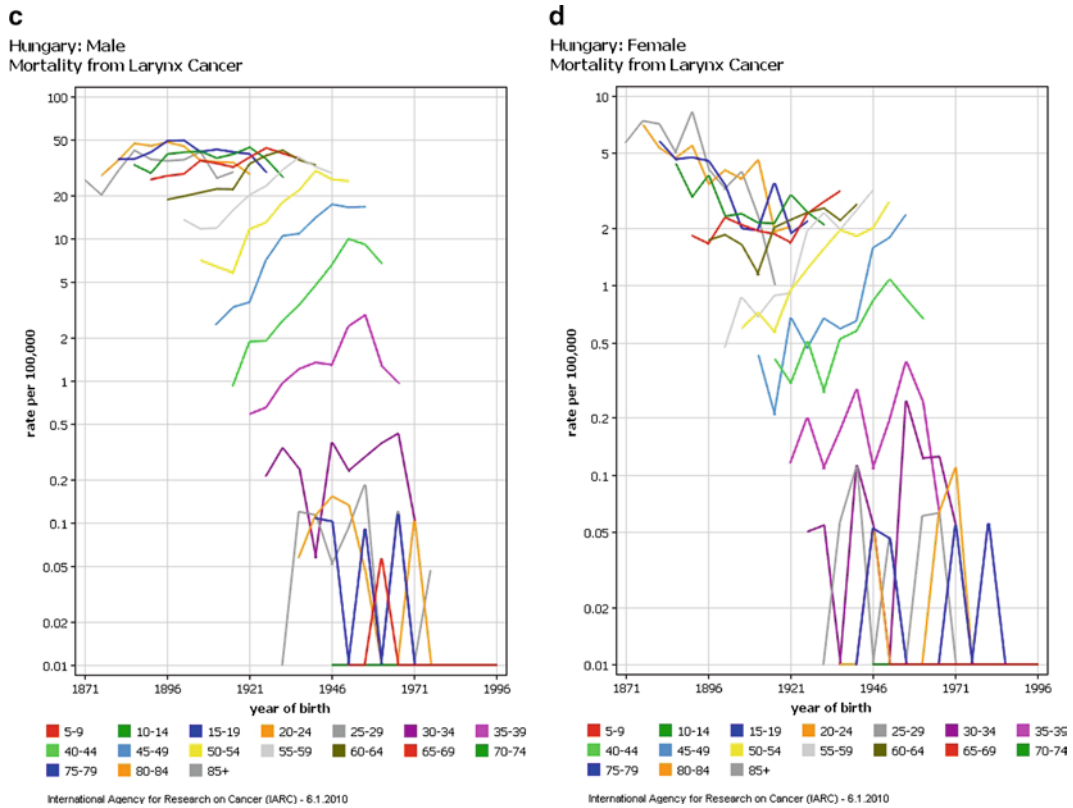 c
Hungary: Male
Mortality from Larynx Cancer
100
50
20
10
5
2
1
0.5
0.2
0.1
0.05
0.02
0.01
rate per 100,000
1871 1896 1921 1946 1971 1996
year of birth
5-9 10-14 15-19 20-24 25-29 30-34 35-39
40-44 45-49 50-54 55-59 60-64 65-69 70-74
75-79 80-84 85+
International Agency for Research on Cancer (IARC) - 6.1.2010
d
Hungary: Female
Mortality from Larynx Cancer
10
5
2
1
0.5
0.2
0.1
0.05
0.02
0.01
rate per 100,000
1871 1896 1921 1946 1971 1996
year of birth
5-9 10-14 15-19 20-24 25-29 30-34 35-39
40-44 45-49 50-54 55-59 60-64 65-69 70-74
75-79 80-84 85+
International Agency for Research on Cancer (IARC) - 6.1.2010